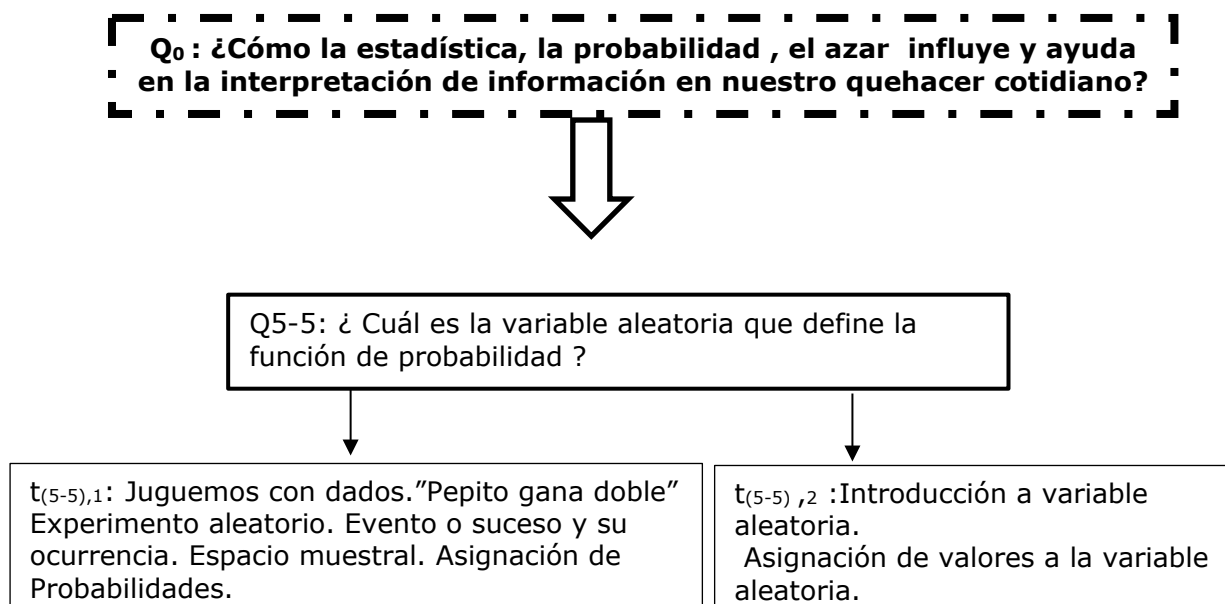 Q₀ : ¿Cómo la estadística, la probabilidad , el azar influye y ayuda
en la interpretación de información en nuestro quehacer cotidiano?
Q5-5: ¿ Cuál es la variable aleatoria que define la
función de probabilidad ?
t₍₅₋₅₎,₁: Juguemos con dados.”Pepito gana doble”
Experimento aleatorio. Evento o suceso y su
ocurrencia. Espacio muestral. Asignación de
Probabilidades.
t₍₅₋₅₎ ,₂ :Introducción a variable
aleatoria.
Asignación de valores a la variable
aleatoria.